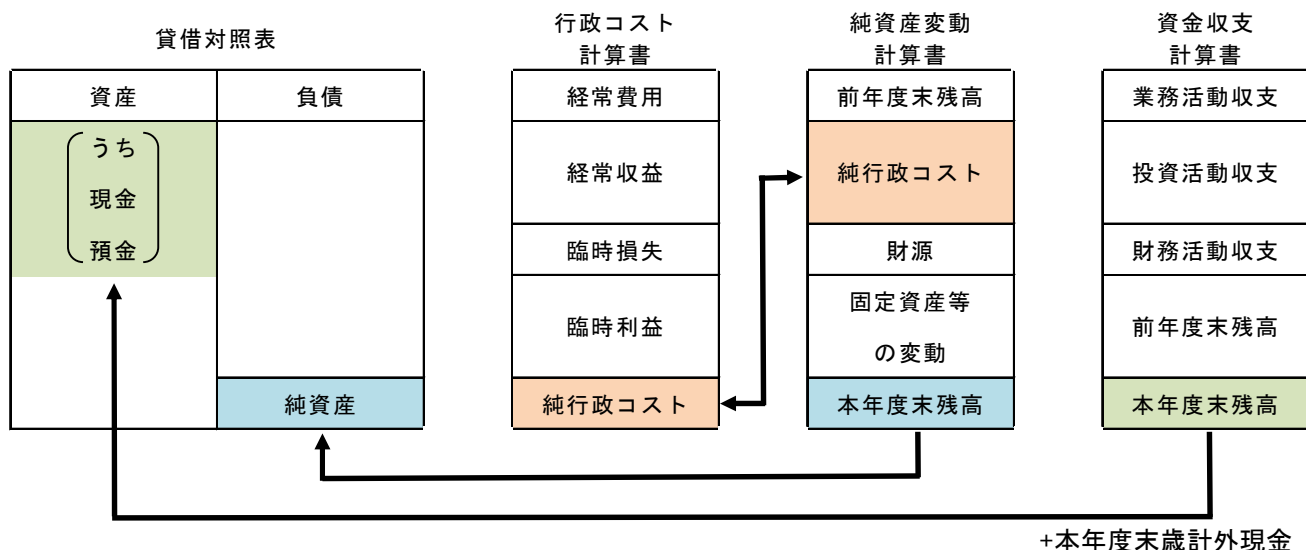 貸借対照表
資産
負債
うち
現金
預金
純資産
行政コスト
計算書
経常費用
経常収益
臨時損失
臨時利益
純行政コスト
純資産変動
計算書
前年度末残高
純行政コスト
財源
固定資産等
の変動
本年度末残高
資金収支
計算書
業務活動収支
投資活動収支
財務活動収支
前年度末残高
本年度末残高
+本年度末歳計外現金